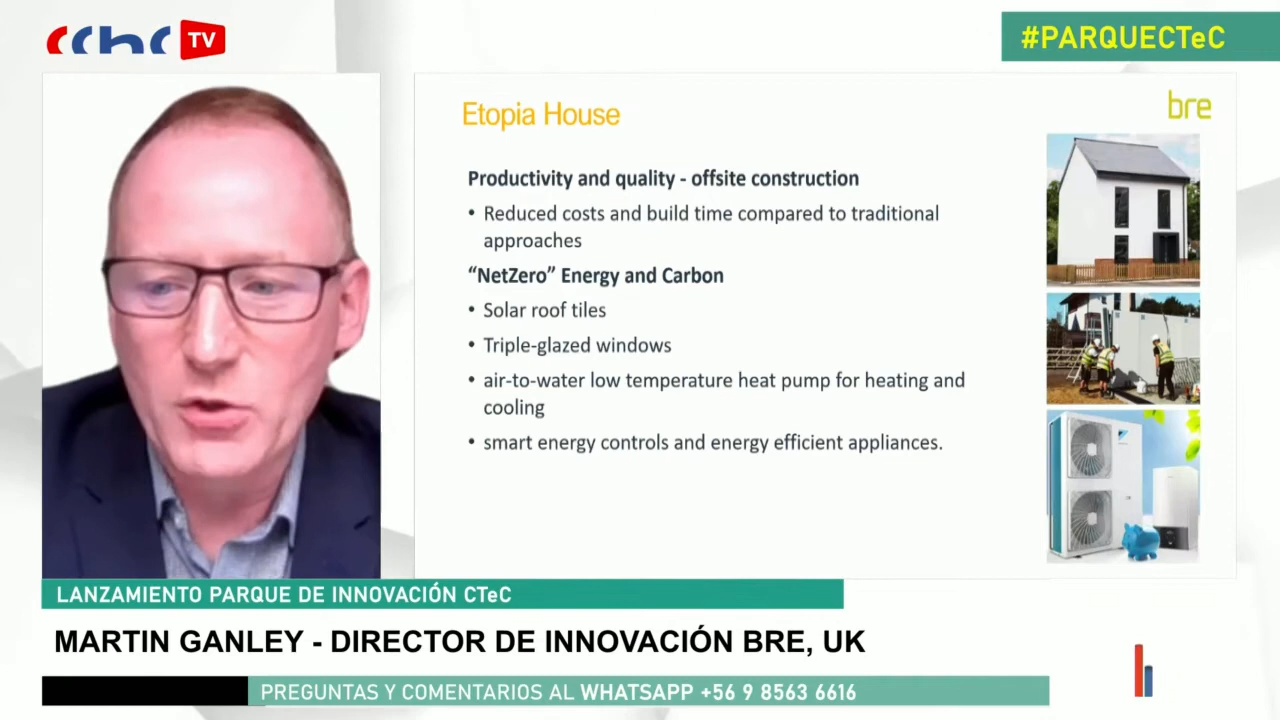 cchc TV
#PARQUECTeC
Etopia House
bre
Productivity and quality - offsite construction
• Reduced costs and build time compared to traditional
approaches
“NetZero” Energy and Carbon
• Solar roof tiles
• Triple-glazed windows
• air-to-water low temperature heat pump for heating and
cooling
• smart energy controls and energy efficient appliances.
LANZAMIENTO PARQUE DE INNOVACIÓN CTeC
MARTIN GANLEY - DIRECTOR DE INNOVACIÓN BRE, UK
PREGUNTAS Y COMENTARIOS AL WHATSAPP +56 9 8563 6616